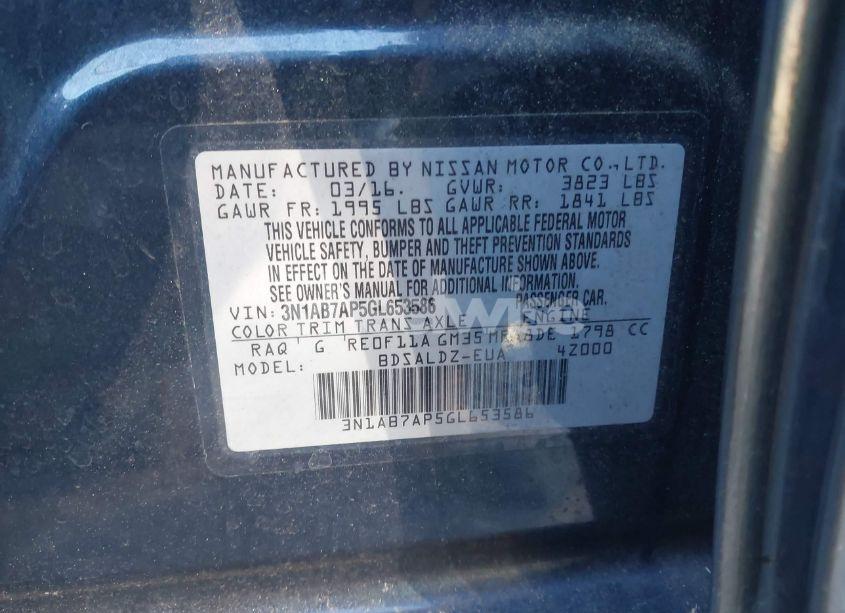 MANUFACTURED BY NISSAN MOTOR CO., LTD.
DATE: 03/16. GVWR: 3823 LBS
GAWR FR: 1995 LBS GAWR RR: 1841 LBS
THIS VEHICLE CONFORMS TO ALL APPLICABLE FEDERAL MOTOR
VEHICLE SAFETY, BUMPER AND THEFT PREVENTION STANDARDS
IN EFFECT ON THE DATE OF MANUFACTURE SHOWN ABOVE.
SEE OWNER'S MANUAL FOR ADDITIONAL INFORMATION.
VIN: 3N1AB7AP5GL653586 PASSENGER CAR.
COLOR TRIM TRANS AXLE ENGINE
RAQ G RE0F11A GM35 1798 CC
MODEL: BDSALDZ-EUA 4Z000
3N1AB7AP5GL653586